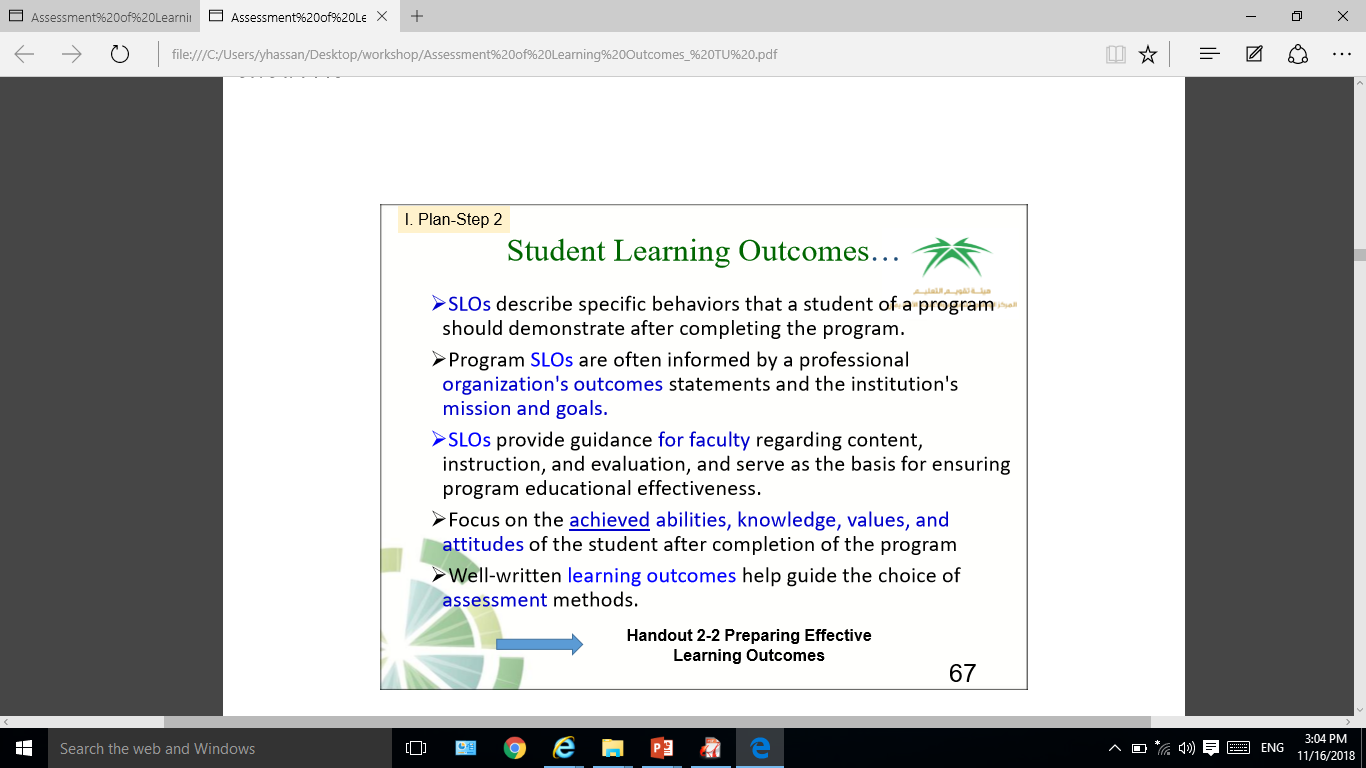 Assessment%20of%20Learnin
Assessment%20of%20Le
file:///C:/Users/yhassan/Desktop/workshop/Assessment%20of%20Learning%20Outcomes_%20TU%20.pdf
I. Plan-Step 2
Student Learning Outcomes...
هيئة تقويم التعليم
المركز
SLOs describe specific behaviors that a student of a program
should demonstrate after completing the program.
Program SLOs are often informed by a professional
organization's outcomes statements and the institution's
mission and goals.
SLOs provide guidance for faculty regarding content,
instruction, and evaluation, and serve as the basis for ensuring
program educational effectiveness.
Focus on the achieved abilities, knowledge, values, and
attitudes of the student after completion of the program
Well-written learning outcomes help guide the choice of
assessment methods.
Handout 2-2 Preparing Effective
Learning Outcomes
67
Search the web and Windows
ENG
3:04 PM
11/16/2018